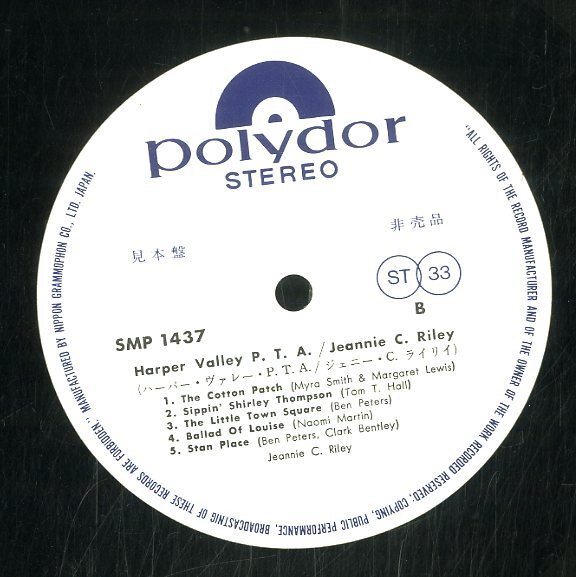 polydor
STEREO
見本盤
非売品
ST 33
B
SMP 1437
Harper Valley P. T. A. / Jeannie C. Riley
(ハーパー・ヴァレー・P.T.A. / ジェニー・C. ライリイ)
1. The Cotton Patch (Myra Smith & Margaret Lewis)
2. Sippin' Shirley Thompson (Tom T. Hall)
3. The Little Town Square (Ben Peters)
4. Ballad Of Louise (Naomi Martin)
5. Stan Place (Ben Peters, Clark Bentley)
Jeannie C. Riley
"ALL RIGHTS OF THE RECORD MANUFACTURER AND OF THE OWNER OF THE WORK RECORDED RESERVED, COPYING, PUBLIC PERFORMANCE, BROADCASTNIG OF THESE RECORDS ARE FORBIDDEN." MANUFACTURED BY NIPPON GRAMMOPHON CO., LTD. JAPAN.